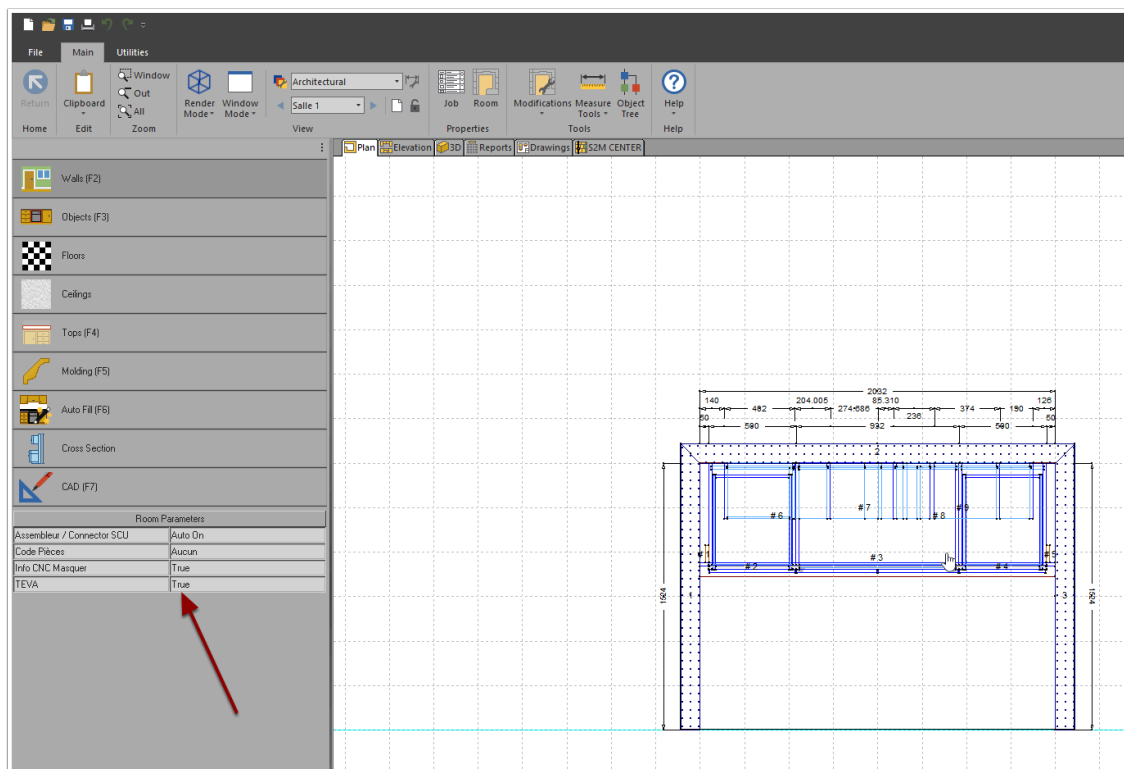 File Main Utilities
Return
Home
Clipboard
Edit
Window
Out
All
Zoom
Render Mode
Window Mode
Architectural
Salle 1
View
Job
Room
Properties
Modifications
Measure Tools
Object Tree
Tools
Help
Help
Plan Elevation 3D Reports Drawings S2M CENTER
Walls (F2)
Objects (F3)
Floors
Ceilings
Tops (F4)
Molding (F5)
Auto Fill (F6)
Cross Section
CAD (F7)
Room Parameters
Assembleur / Connector SCU Auto On
Code Pièces Aucun
Info CNC Masquer True
TEVA True
2032
140 204.005 85.310 126
482 274.686 236 374 190
50 590 932 590 50
2
# 6 # 7 # 8 # 9
# 1 # 2 # 3 # 4 # 5
1 3
1524 1524